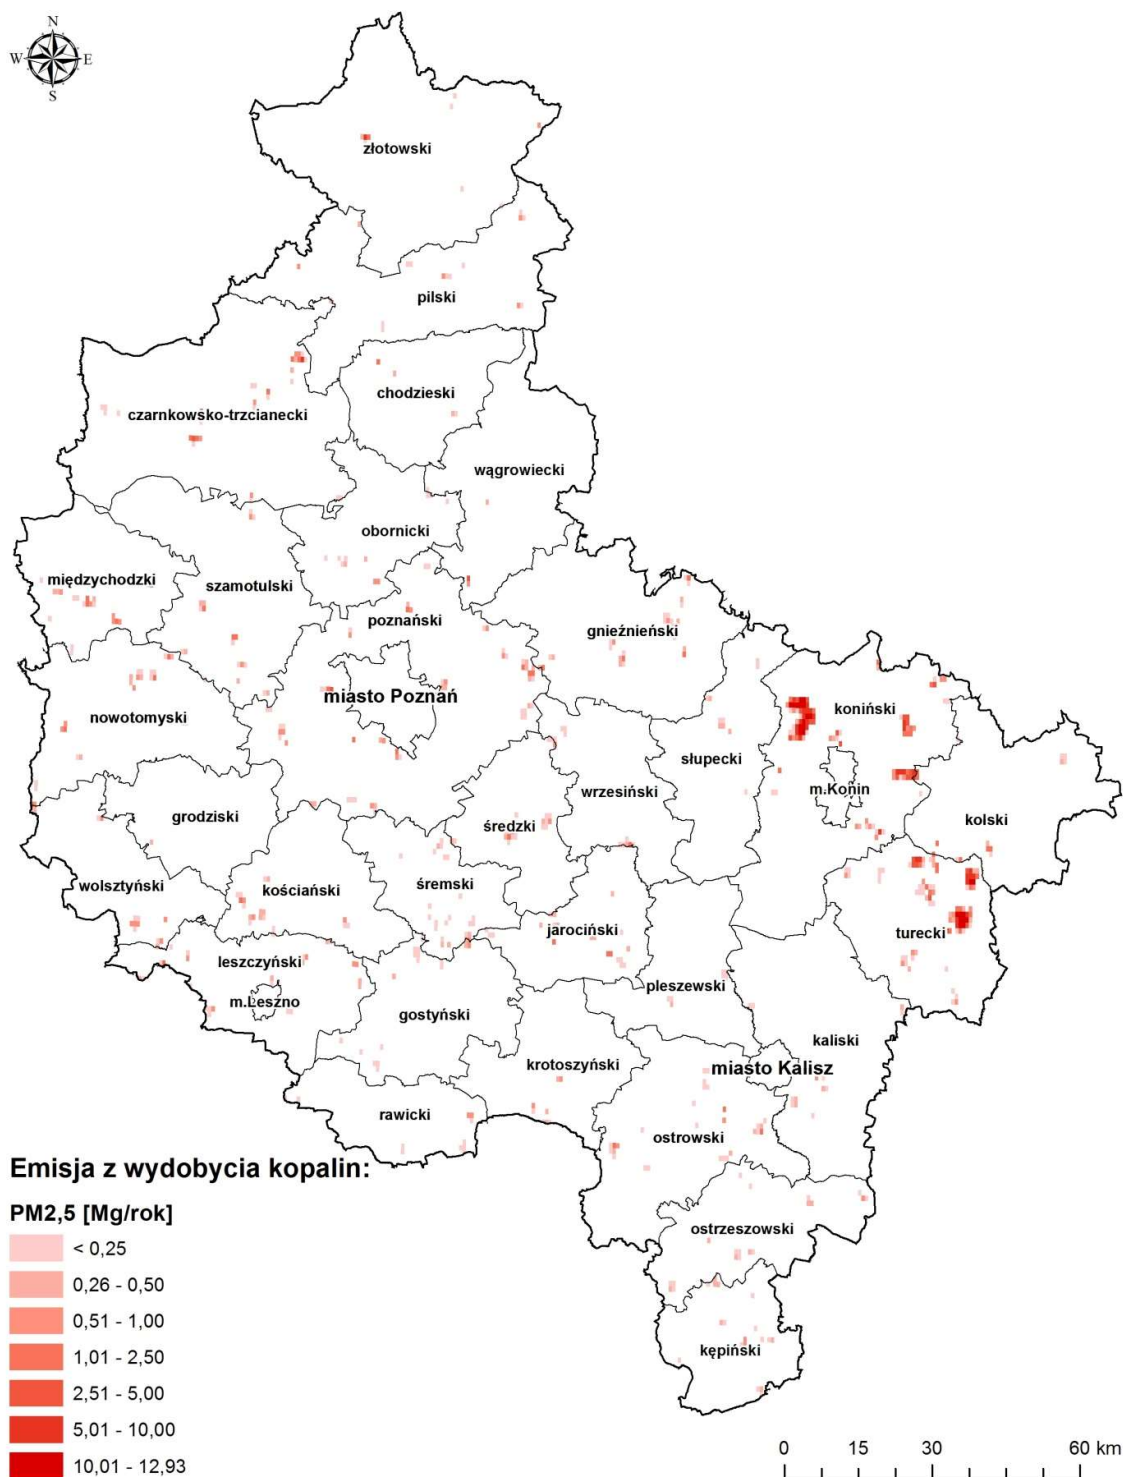 N
W E
S
złotowski
pilski
chodzieski
czarnkowsko-trzcianecki
wągrowiecki
obornicki
międzychodzki
szamotulski
poznański
gnieźnieński
miasto Poznań
nowotomyski
koniński
słupecki
m.Konin
wrzesiński
grodziski
średzki
kolski
wolsztyński
kościański
śremski
jarociński
turecki
leszczyński
pleszewski
m.Leszno
gostyński
kaliski
krotoszyński
miasto Kalisz
rawicki
ostrowski
ostrzeszowski
kępiński
Emisja z wydobycia kopalin:
PM2,5 [Mg/rok]
< 0,25
0,26 - 0,50
0,51 - 1,00
1,01 - 2,50
2,51 - 5,00
5,01 - 10,00
10,01 - 12,93
0 15 30 60 km